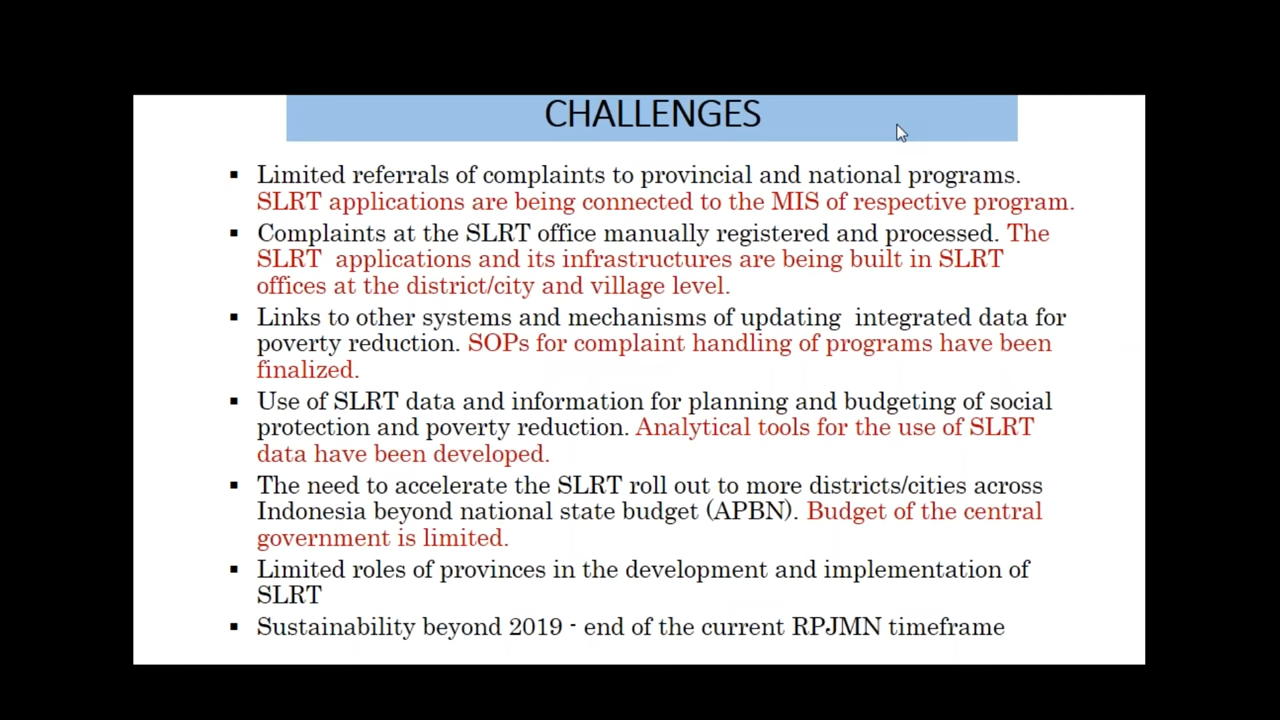 CHALLENGES
▪ Limited referrals of complaints to provincial and national programs.
SLRT applications are being connected to the MIS of respective program.
▪ Complaints at the SLRT office manually registered and processed. The
SLRT applications and its infrastructures are being built in SLRT
offices at the district/city and village level.
▪ Links to other systems and mechanisms of updating integrated data for
poverty reduction. SOPs for complaint handling of programs have been
finalized.
▪ Use of SLRT data and information for planning and budgeting of social
protection and poverty reduction. Analytical tools for the use of SLRT
data have been developed.
▪ The need to accelerate the SLRT roll out to more districts/cities across
Indonesia beyond national state budget (APBN). Budget of the central
government is limited.
▪ Limited roles of provinces in the development and implementation of
SLRT
▪ Sustainability beyond 2019 - end of the current RPJMN timeframe